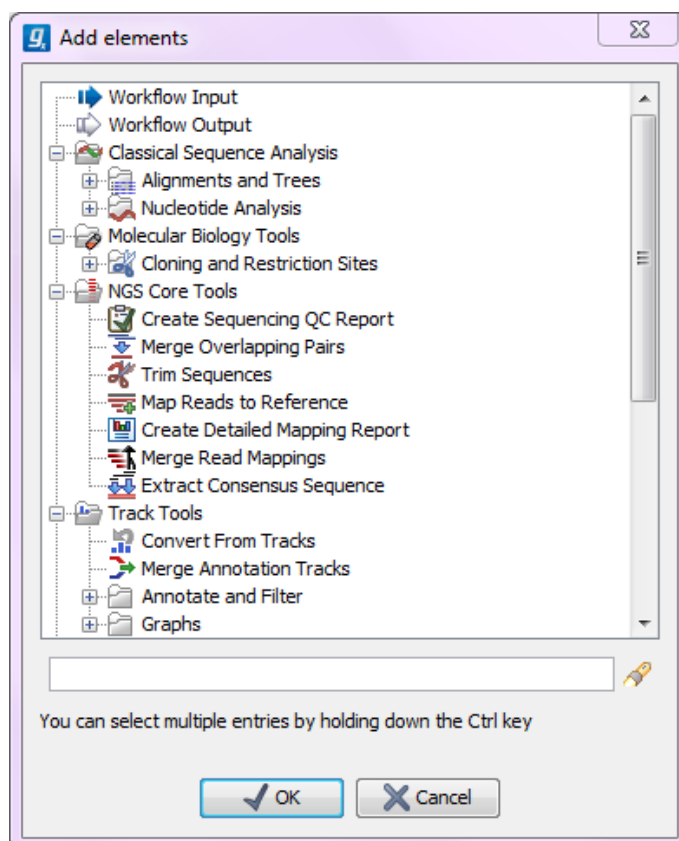 Add elements
Workflow Input
Workflow Output
Classical Sequence Analysis
Alignments and Trees
Nucleotide Analysis
Molecular Biology Tools
Cloning and Restriction Sites
NGS Core Tools
Create Sequencing QC Report
Merge Overlapping Pairs
Trim Sequences
Map Reads to Reference
Create Detailed Mapping Report
Merge Read Mappings
Extract Consensus Sequence
Track Tools
Convert From Tracks
Merge Annotation Tracks
Annotate and Filter
Graphs
You can select multiple entries by holding down the Ctrl key
OK
Cancel